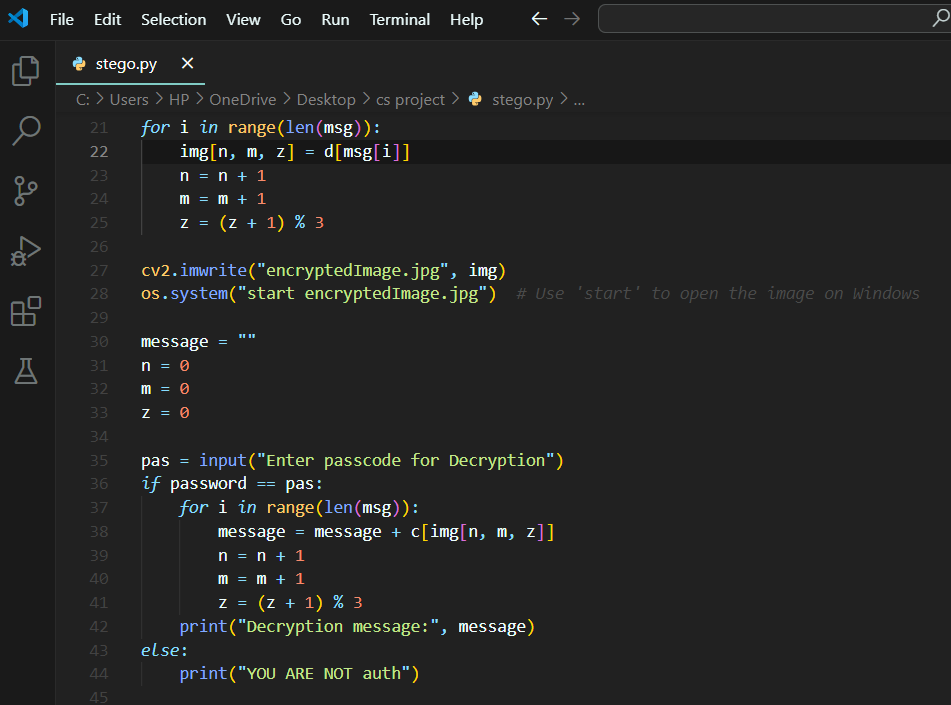 File Edit Selection View Go Run Terminal Help
stego.py
C: > Users > HP > OneDrive > Desktop > cs project > stego.py > ...
21 for i in range(len(msg)):
22     img[n, m, z] = d[msg[i]]
23     n = n + 1
24     m = m + 1
25     z = (z + 1) % 3
26
27 cv2.imwrite("encryptedImage.jpg", img)
28 os.system("start encryptedImage.jpg")  # Use 'start' to open the image on Windows
29
30 message = ""
31 n = 0
32 m = 0
33 z = 0
34
35 pas = input("Enter passcode for Decryption")
36 if password == pas:
37     for i in range(len(msg)):
38         message = message + c[img[n, m, z]]
39         n = n + 1
40         m = m + 1
41         z = (z + 1) % 3
42     print("Decryption message:", message)
43 else:
44     print("YOU ARE NOT auth")
45